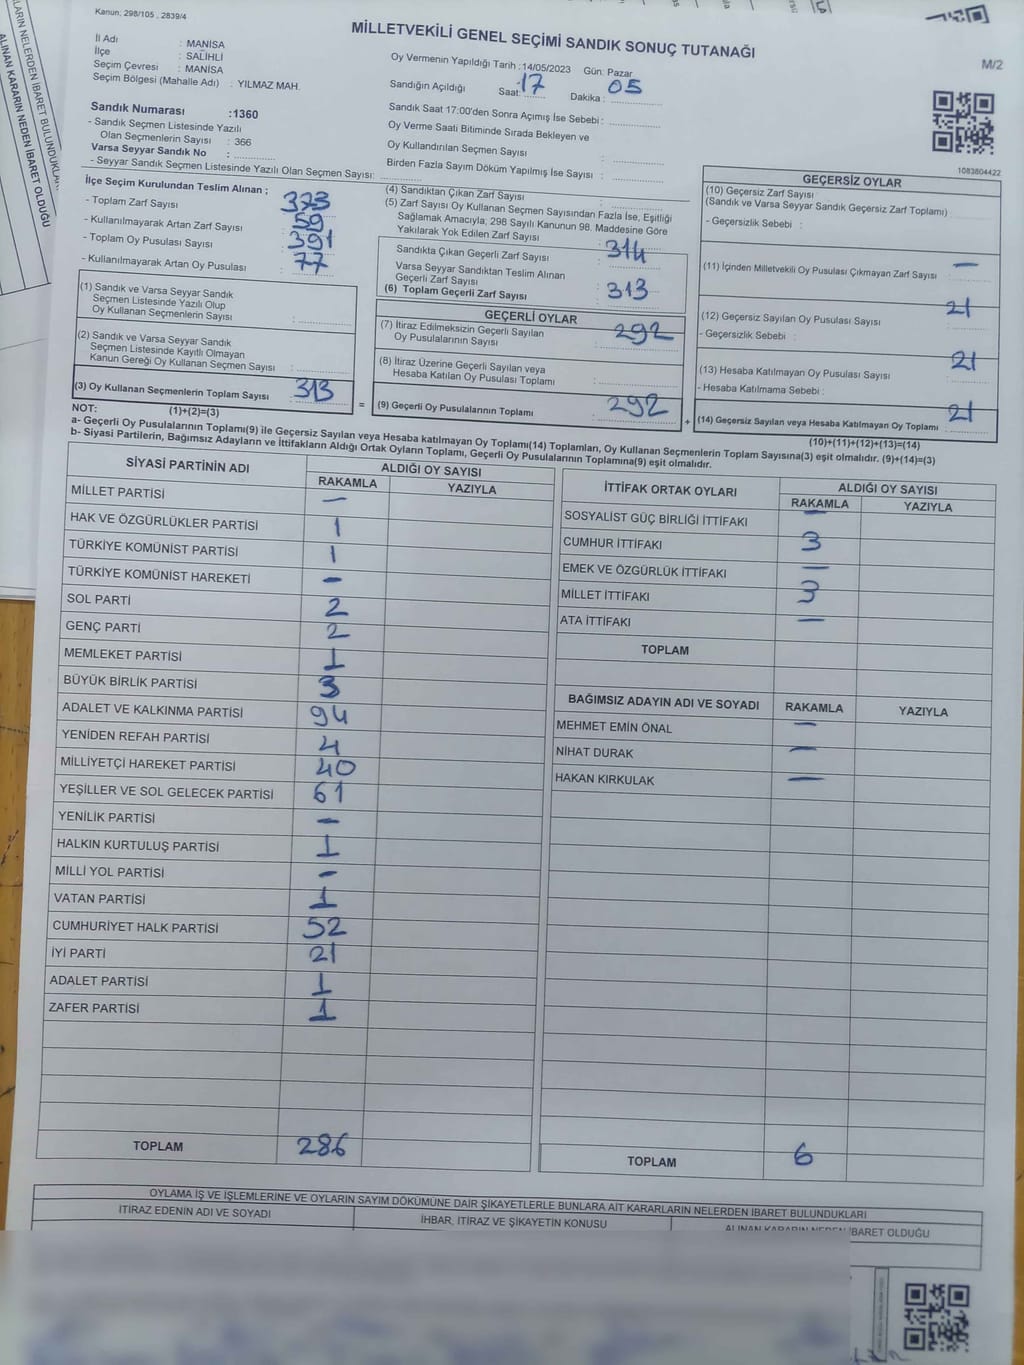 Kanun, 298/105 , 2839/4
MİLLETVEKİLİ GENEL SEÇİMİ SANDIK SONUÇ TUTANAĞI
M/2
İl Adı : MANİSA
İlçe : SALİHLİ
Seçim Çevresi : MANİSA
Seçim Bölgesi (Mahalle Adı) : YILMAZ MAH.
Oy Vermenin Yapıldığı Tarih :14/05/2023 Gün: Pazar
Sandığın Açıldığı Saat: 17 Dakika : 05
Sandık Saat 17:00'den Sonra Açımış İse Sebebi :
Oy Verme Saati Bitiminde Sırada Bekleyen ve
Oy Kullandırılan Seçmen Sayısı :
Birden Fazla Sayım Döküm Yapılmış İse Sayısı :
Sandık Numarası :1360
- Sandık Seçmen Listesinde Yazılı
Olan Seçmenlerin Sayısı : 366
Varsa Seyyar Sandık No :
- Seyyar Sandık Seçmen Listesinde Yazılı Olan Seçmen Sayısı:
1083804422
İlçe Seçim Kurulundan Teslim Alınan ;
- Toplam Zarf Sayısı : 373
- Kullanılmayarak Artan Zarf Sayısı : 59
- Toplam Oy Pusulası Sayısı : 391
- Kullanılmayarak Artan Oy Pusulası : 77
(1) Sandık ve Varsa Seyyar Sandık
Seçmen Listesinde Yazılı Olup
Oy Kullanan Seçmenlerin Sayısı :
(2) Sandık ve Varsa Seyyar Sandık
Seçmen Listesinde Kayıtlı Olmayan
Kanun Gereği Oy Kullanan Seçmen Sayısı :
(3) Oy Kullanan Seçmenlerin Toplam Sayısı : 313
(4) Sandıktan Çıkan Zarf Sayısı :
(5) Zarf Sayısı Oy Kullanan Seçmen Sayısından Fazla İse, Eşitliği
Sağlamak Amacıyla; 298 Sayılı Kanunun 98. Maddesine Göre
Yakılarak Yok Edilen Zarf Sayısı :
Sandıkta Çıkan Geçerli Zarf Sayısı : 314
Varsa Seyyar Sandıktan Teslim Alınan
Geçerli Zarf Sayısı :
(6) Toplam Geçerli Zarf Sayısı : 313
GEÇERLİ OYLAR
(7) İtiraz Edilmeksizin Geçerli Sayılan
Oy Pusulalarının Sayısı : 292
(8) İtiraz Üzerine Geçerli Sayılan veya
Hesaba Katılan Oy Pusulası Toplamı :
= (9) Geçerli Oy Pusulalarının Toplamı : 292
GEÇERSİZ OYLAR
(10) Geçersiz Zarf Sayısı
(Sandık ve Varsa Seyyar Sandık Geçersiz Zarf Toplamı)
- Geçersizlik Sebebi :
(11) İçinden Milletvekili Oy Pusulası Çıkmayan Zarf Sayısı : —
(12) Geçersiz Sayılan Oy Pusulası Sayısı : 21
- Geçersizlik Sebebi :
(13) Hesaba Katılmayan Oy Pusulası Sayısı : 21
- Hesaba Katılmama Sebebi :
+ (14) Geçersiz Sayılan veya Hesaba Katılmayan Oy Toplamı : 21
NOT: (1)+(2)=(3)
(10)+(11)+(12)+(13)=(14)
a- Geçerli Oy Pusulalarının Toplamı(9) ile Geçersiz Sayılan veya Hesaba katılmayan Oy Toplamı(14) Toplamları, Oy Kullanan Seçmenlerin Toplam Sayısına(3) eşit olmalıdır. (9)+(14)=(3)
b- Siyasi Partilerin, Bağımsız Adayların ve İttifakların Aldığı Ortak Oyların Toplamı, Geçerli Oy Pusulalarının Toplamına(9) eşit olmalıdır.
SİYASİ PARTİNİN ADI ALDIĞI OY SAYISI
RAKAMLA YAZIYLA
MİLLET PARTİSİ —
HAK VE ÖZGÜRLÜKLER PARTİSİ 1
TÜRKİYE KOMÜNİST PARTİSİ 1
TÜRKİYE KOMÜNİST HAREKETİ -
SOL PARTİ 2
GENÇ PARTİ 2
MEMLEKET PARTİSİ 1
BÜYÜK BİRLİK PARTİSİ 3
ADALET VE KALKINMA PARTİSİ 94
YENİDEN REFAH PARTİSİ 4
MİLLİYETÇİ HAREKET PARTİSİ 40
YEŞİLLER VE SOL GELECEK PARTİSİ 61
YENİLİK PARTİSİ -
HALKIN KURTULUŞ PARTİSİ 1
MİLLİ YOL PARTİSİ -
VATAN PARTİSİ 1
CUMHURİYET HALK PARTİSİ 52
İYİ PARTİ 21
ADALET PARTİSİ 1
ZAFER PARTİSİ 1
TOPLAM 286
İTTİFAK ORTAK OYLARI ALDIĞI OY SAYISI
RAKAMLA YAZIYLA
SOSYALİST GÜÇ BİRLİĞİ İTTİFAKI —
CUMHUR İTTİFAKI 3
EMEK VE ÖZGÜRLÜK İTTİFAKI —
MİLLET İTTİFAKI 3
ATA İTTİFAKI —
TOPLAM
BAĞIMSIZ ADAYIN ADI VE SOYADI RAKAMLA YAZIYLA
MEHMET EMİN ÖNAL —
NİHAT DURAK —
HAKAN KIRKULAK —
TOPLAM 6
OYLAMA İŞ VE İŞLEMLERİNE VE OYLARIN SAYIM DÖKÜMÜNE DAİR ŞİKAYETLERLE BUNLARA AİT KARARLARIN NELERDEN İBARET BULUNDUKLARI
İTİRAZ EDENİN ADI VE SOYADI İHBAR, İTİRAZ VE ŞİKAYETİN KONUSU ALINAN KARARIN NEDEN İBARET OLDUĞU
ALINAN KARARIN NEDEN İBARET OLDUĞU